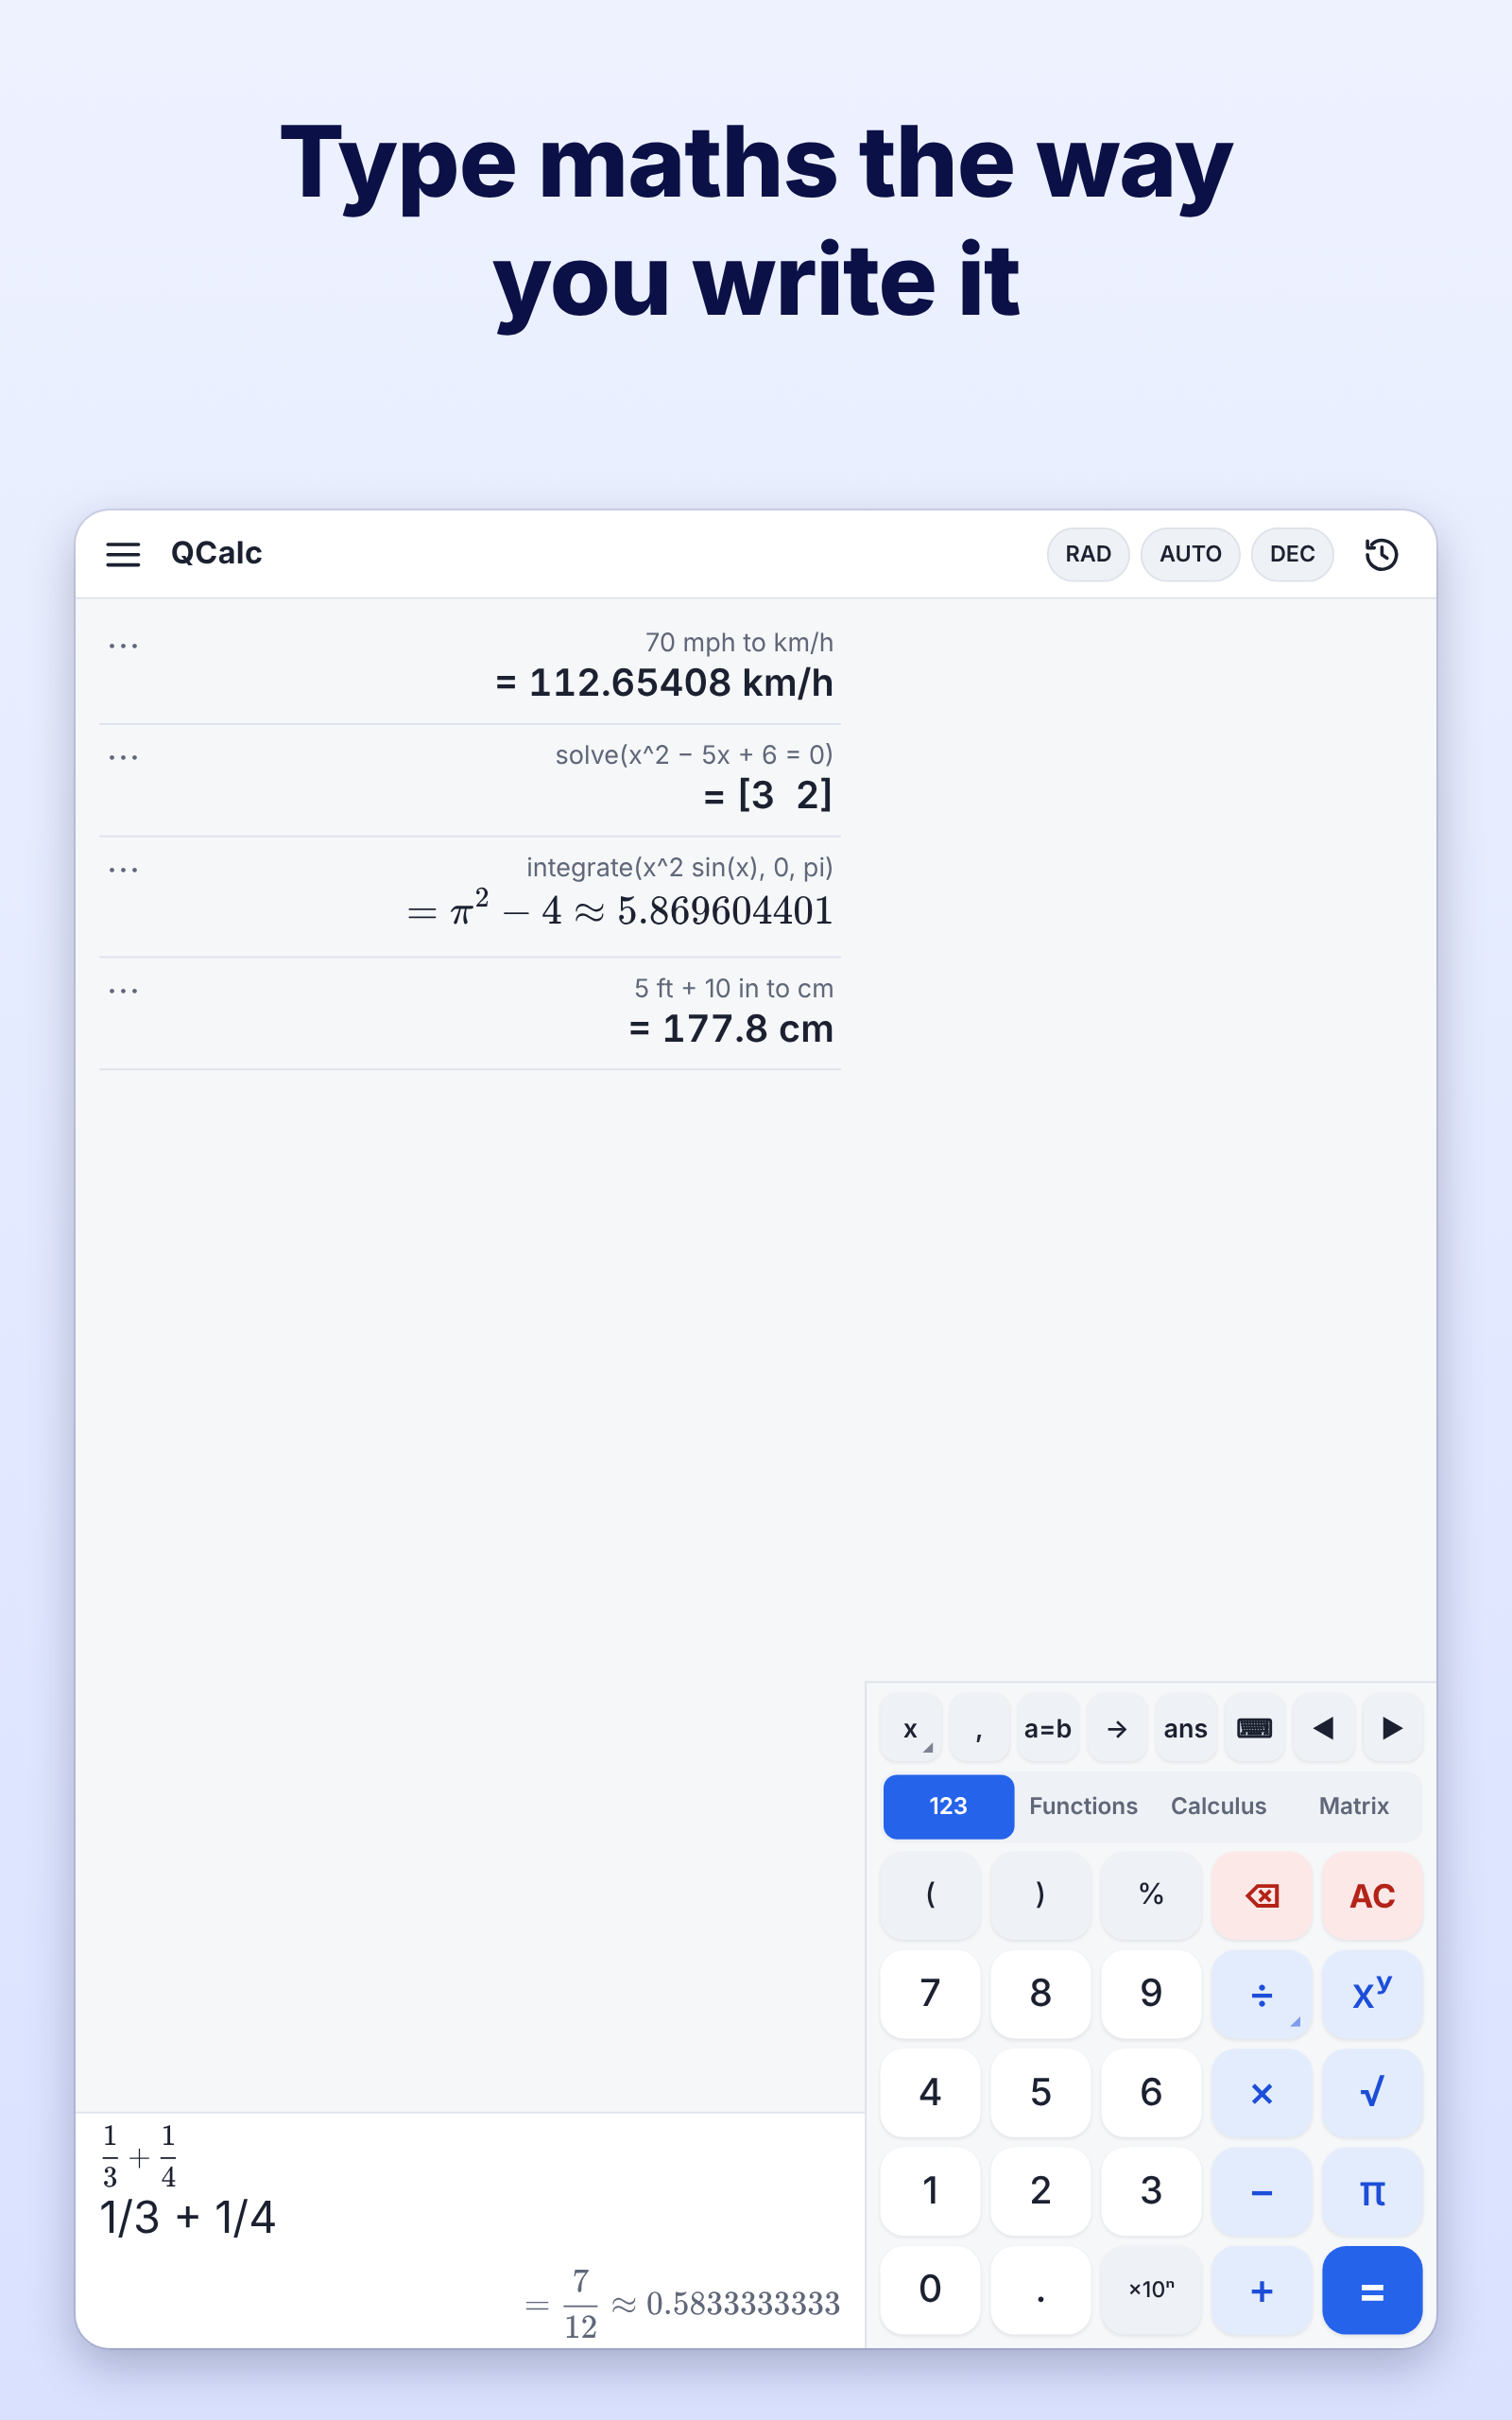 Type maths the way
you write it
QCalc RAD AUTO DEC
... 70 mph to km/h
= 112.65408 km/h
... solve(x^2 − 5x + 6 = 0)
= [3 2]
... integrate(x^2 sin(x), 0, pi)
= π² − 4 ≈ 5.869604401
... 5 ft + 10 in to cm
= 177.8 cm
x , a=b → ans ⌨ ◀ ▶
123 Functions Calculus Matrix
( ) % ⌫ AC
7 8 9 ÷ xʸ
4 5 6 × √
1 2 3 − π
0 . ×10ⁿ + =
1/3 + 1/4
1/3 + 1/4
= 7/12 ≈ 0.5833333333